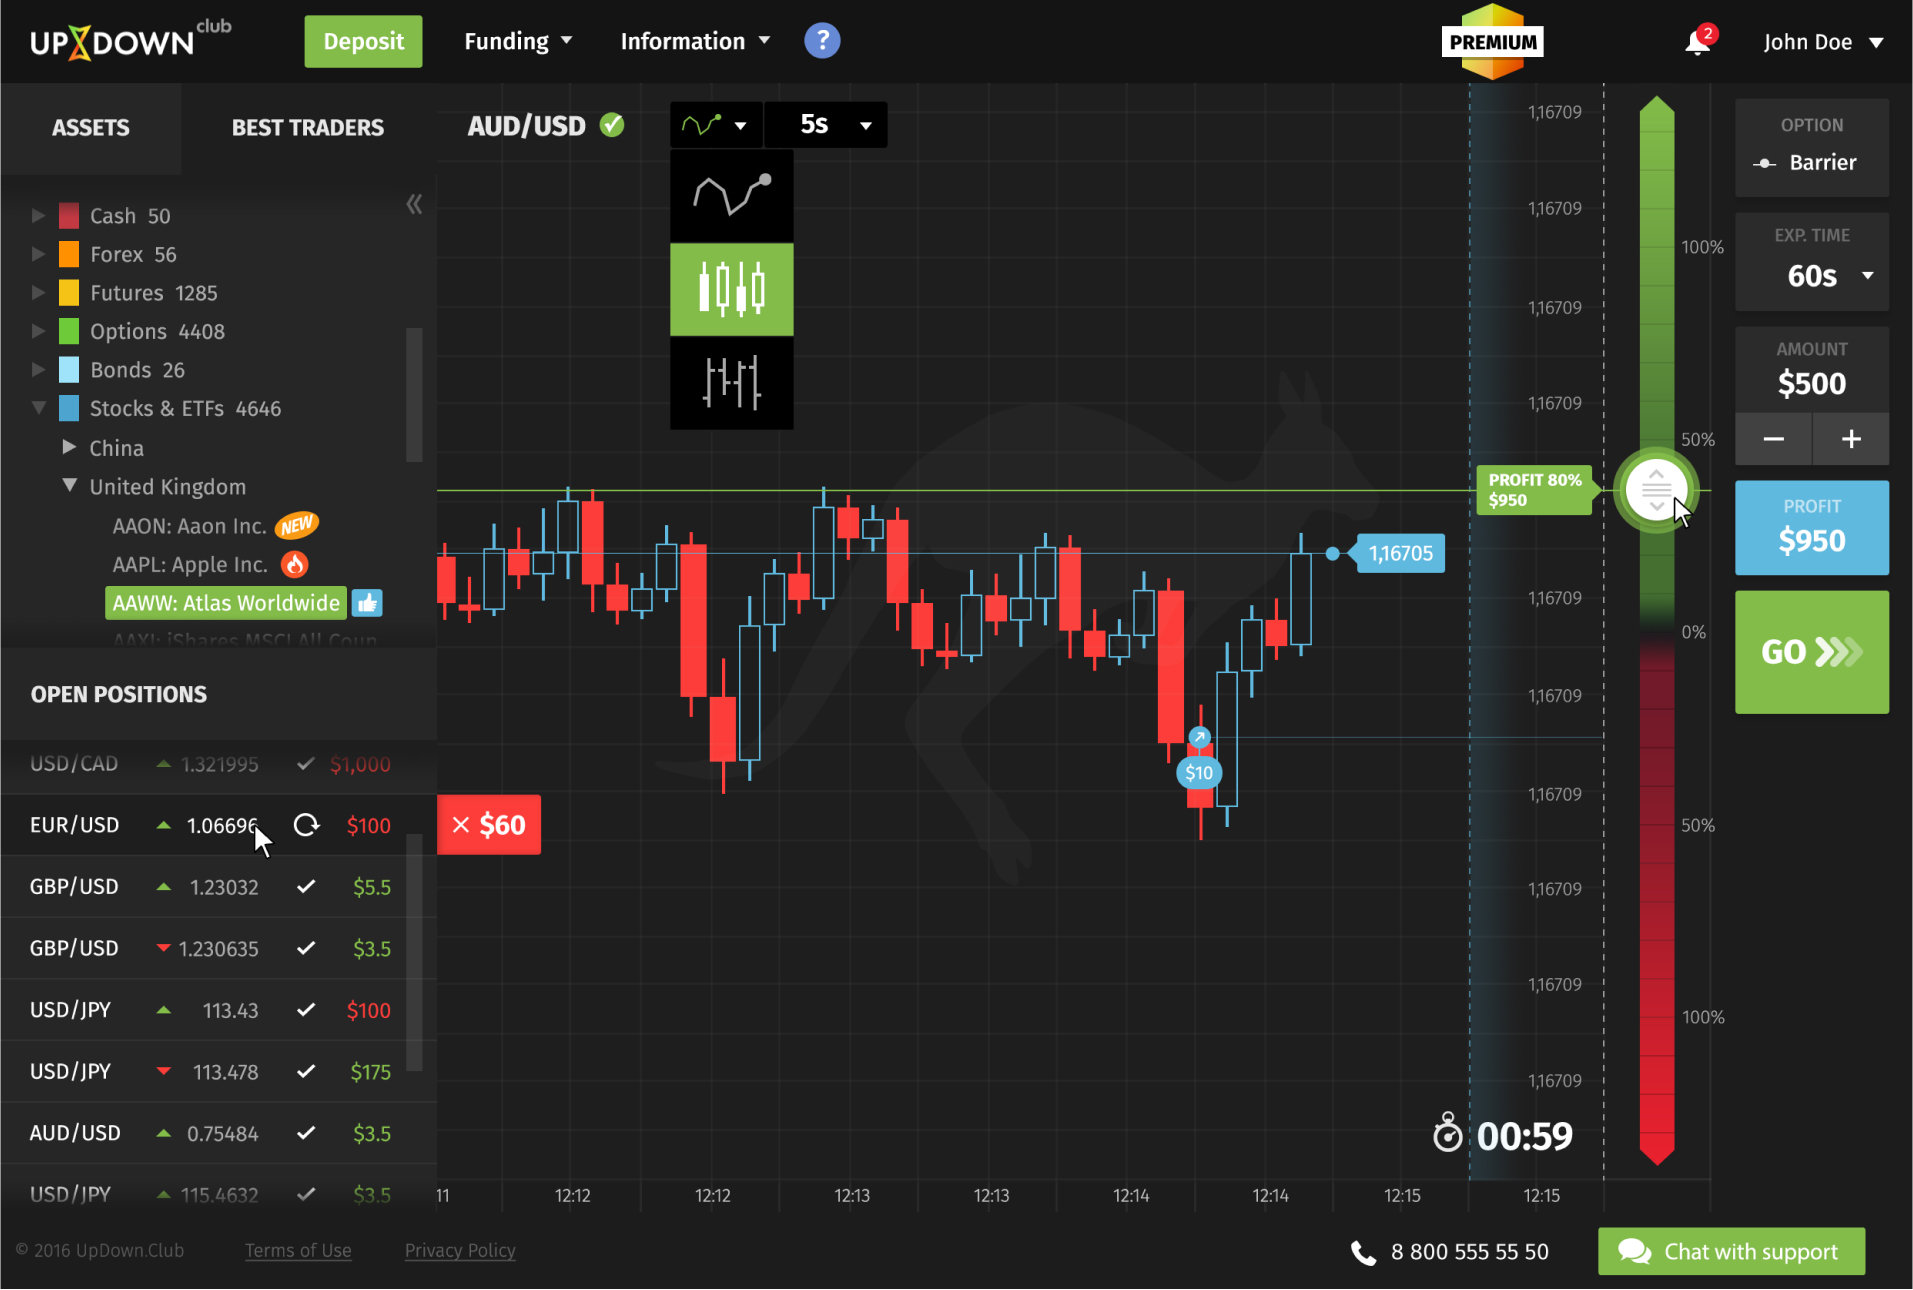 UP DOWN club
Deposit
Funding
Information
?
PREMIUM
2
John Doe
ASSETS
BEST TRADERS
Cash 50
Forex 56
Futures 1285
Options 4408
Bonds 26
Stocks & ETFs 4646
China
United Kingdom
AAON: Aaon Inc. NEW
AAPL: Apple Inc.
AAWW: Atlas Worldwide
AAXJ: iShares MSCI All Coun
OPEN POSITIONS
USD/CAD 1.321995 $1,000
EUR/USD 1.06696 $100
× $60
GBP/USD 1.23032 $5.5
GBP/USD 1.230635 $3.5
USD/JPY 113.43 $100
USD/JPY 113.478 $175
AUD/USD 0.75484 $3.5
USD/JPY 115.4632 $3.5
AUD/USD
5s
1,16709
1,16709
1,16709
1,16709
PROFIT 80%
$950
1,16705
1,16709
1,16709
$10
1,16709
1,16709
1,16709
1,16709
00:59
11 12:12 12:12 12:13 12:13 12:14 12:14 12:15 12:15
100%
50%
0%
50%
100%
OPTION
Barrier
EXP. TIME
60s
AMOUNT
$500
− +
PROFIT
$950
GO
© 2016 UpDown.Club
Terms of Use
Privacy Policy
8 800 555 55 50
Chat with support